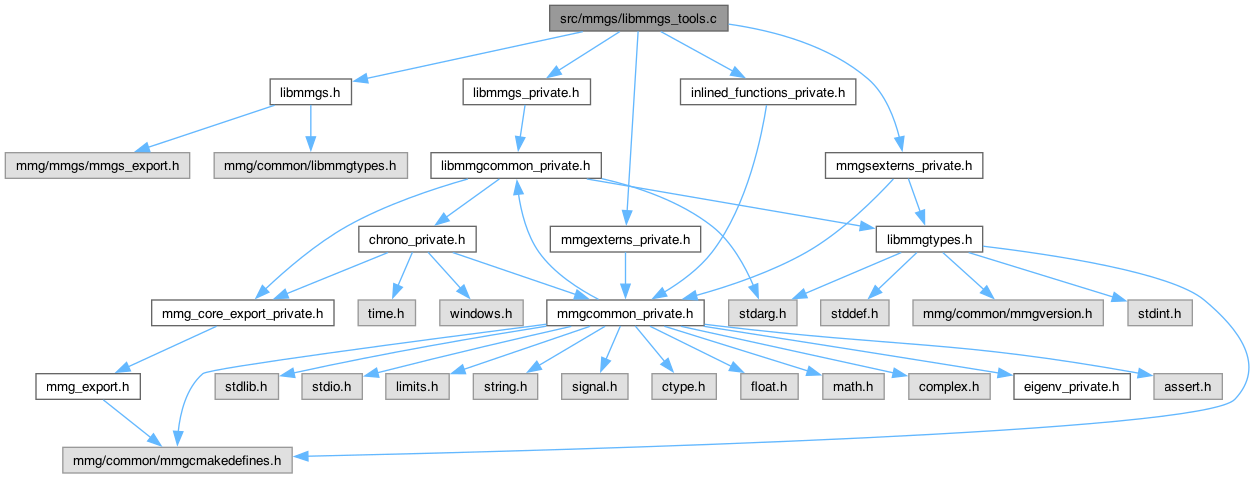 src/mmgs/libmmgs_tools.c
libmmgs.h
libmmgs_private.h
inlined_functions_private.h
mmg/mmgs/mmgs_export.h
mmg/common/libmmgtypes.h
libmmgcommon_private.h
mmgsexterns_private.h
chrono_private.h
mmgexterns_private.h
libmmgtypes.h
mmg_core_export_private.h
time.h
windows.h
mmgcommon_private.h
stdarg.h
stddef.h
mmg/common/mmgversion.h
stdint.h
mmg_export.h
stdlib.h
stdio.h
limits.h
string.h
signal.h
ctype.h
float.h
math.h
complex.h
eigenv_private.h
assert.h
mmg/common/mmgcmakedefines.h